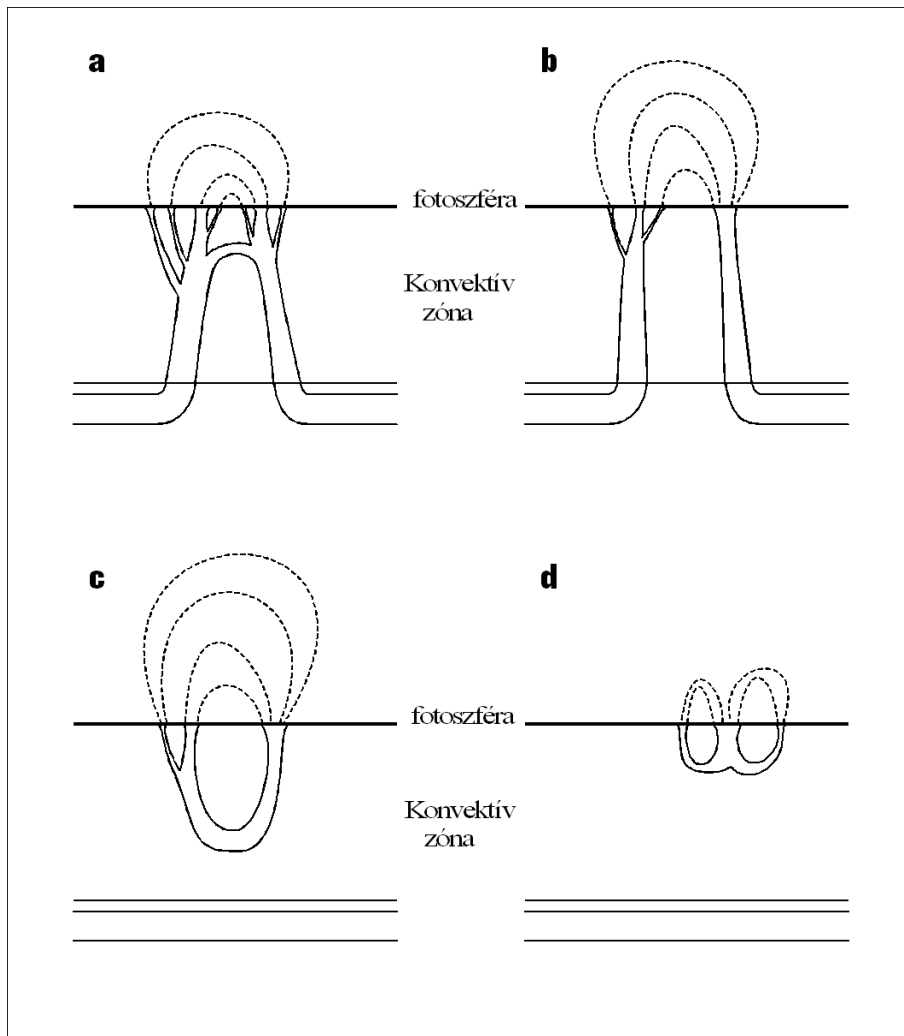 a
b
fotoszféra
Konvektív
zóna
c
d
fotoszféra
Konvektív
zóna